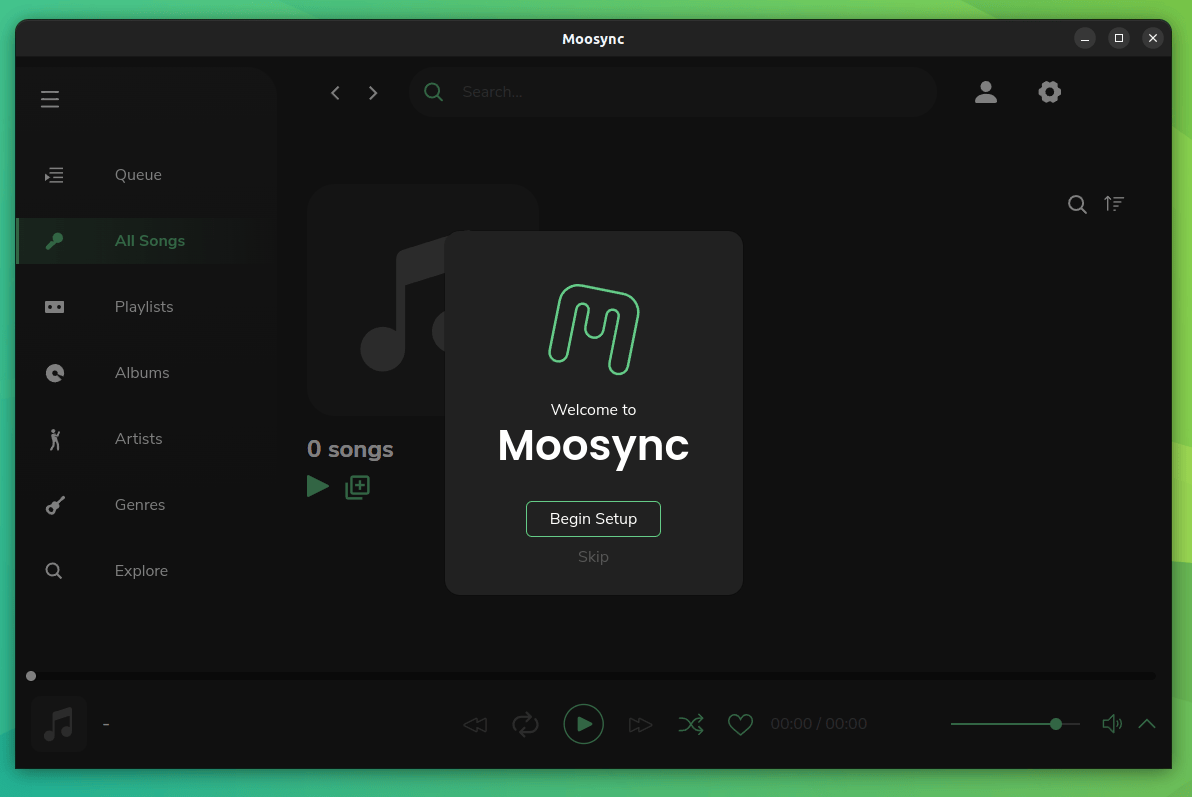 Moosync
Search...
Queue
All Songs
Playlists
Albums
Artists
Genres
Explore
0 songs
Welcome to
Moosync
Begin Setup
Skip
-
00:00 / 00:00